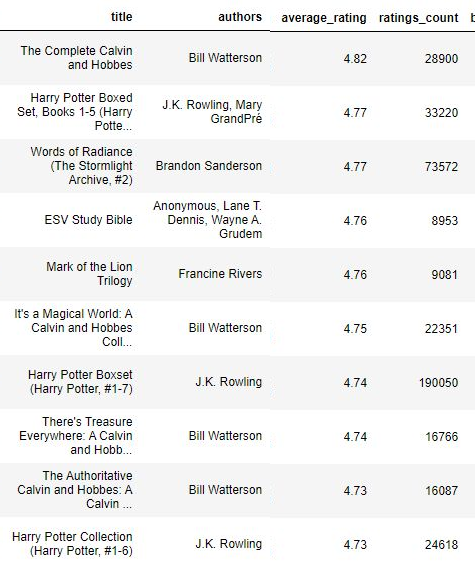 title authors average_rating ratings_count
The Complete Calvin
and Hobbes
Bill Watterson 4.82 28900
Harry Potter Boxed
Set, Books 1-5 (Harry
Potte...
J.K. Rowling, Mary
GrandPré
4.77 33220
Words of Radiance
(The Stormlight
Archive, #2)
Brandon Sanderson 4.77 73572
ESV Study Bible
Anonymous, Lane T.
Dennis, Wayne A.
Grudem
4.76 8953
Mark of the Lion
Trilogy
Francine Rivers 4.76 9081
It's a Magical World: A
Calvin and Hobbes
Coll...
Bill Watterson 4.75 22351
Harry Potter Boxset
(Harry Potter, #1-7)
J.K. Rowling 4.74 190050
There's Treasure
Everywhere: A Calvin
and Hobb...
Bill Watterson 4.74 16766
The Authoritative
Calvin and Hobbes: A
Calvin ...
Bill Watterson 4.73 16087
Harry Potter Collection
(Harry Potter, #1-6)
J.K. Rowling 4.73 24618